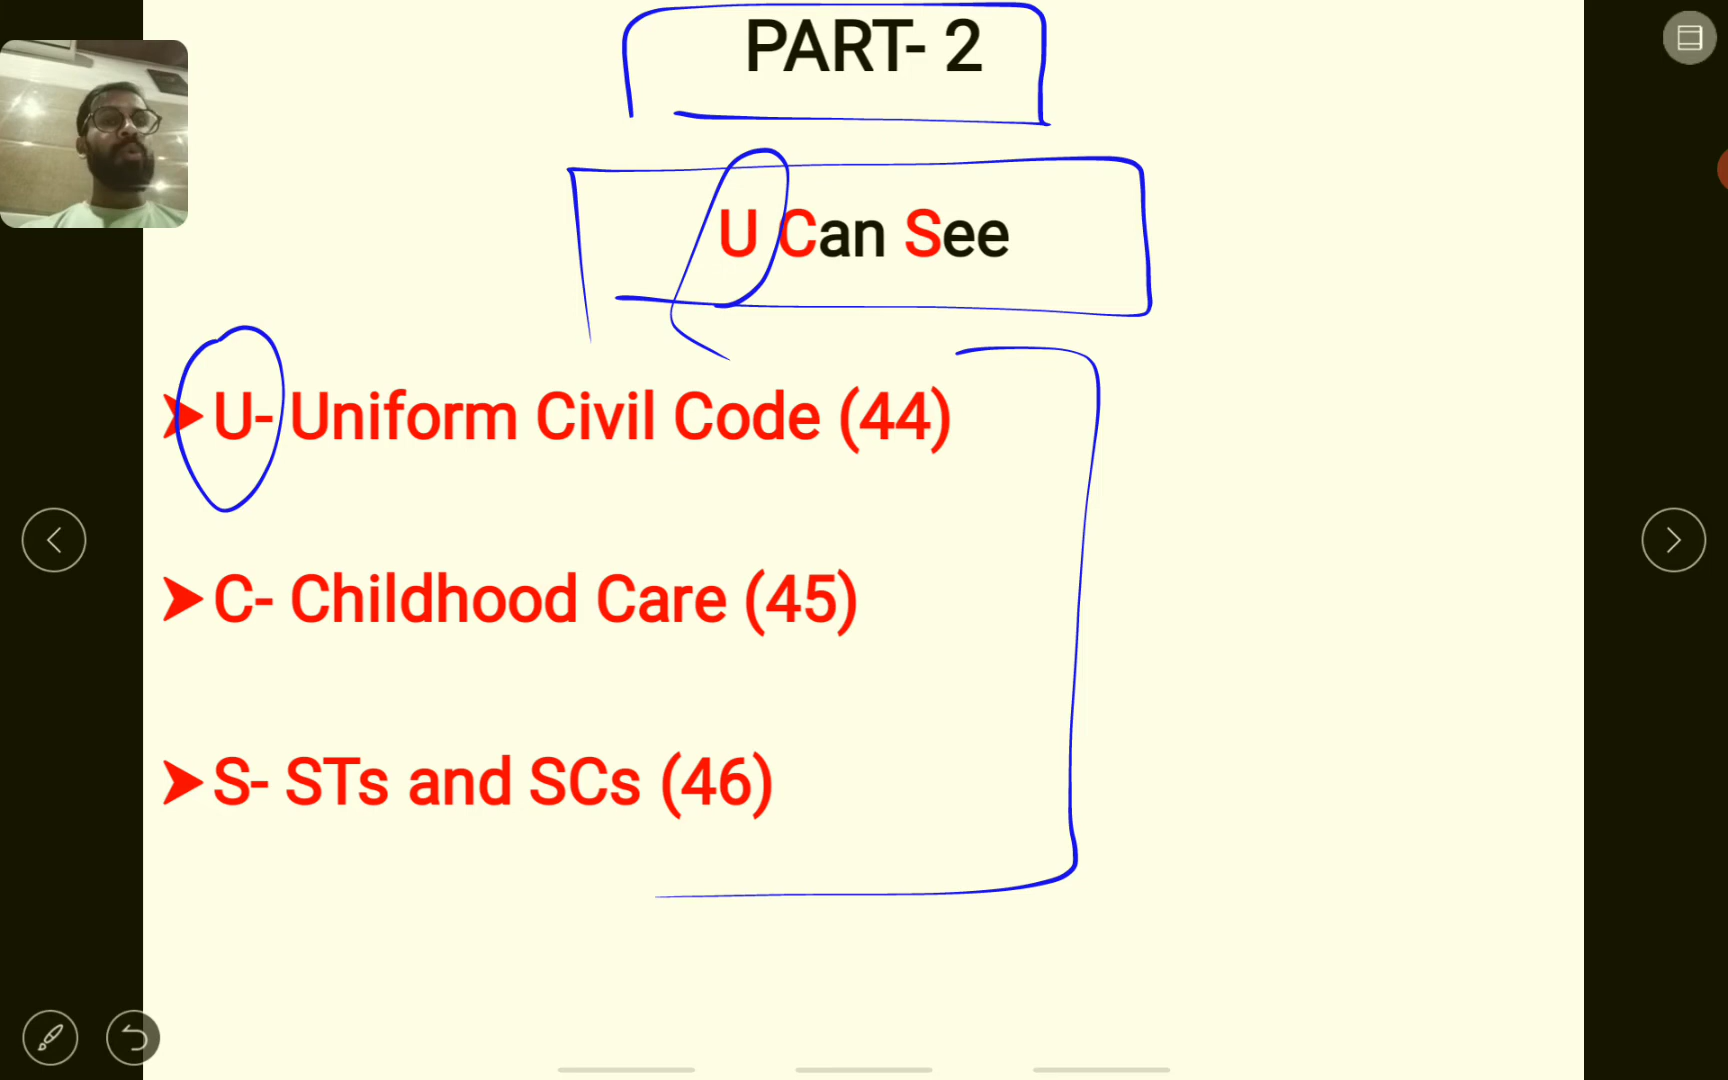 PART- 2
U Can See
➤ U- Uniform Civil Code (44)
➤ C- Childhood Care (45)
➤ S- STs and SCs (46)